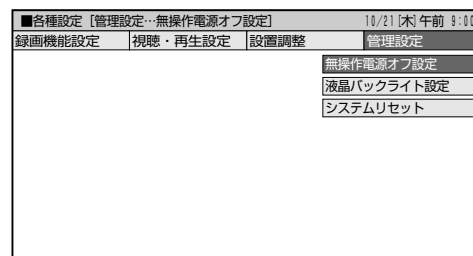 ■各種設定［管理設定…無操作電源オフ設定］ 10/21[木]午前 9:00
録画機能設定 視聴・再生設定 設置調整 管理設定
無操作電源オフ設定
液晶バックライト設定
システムリセット